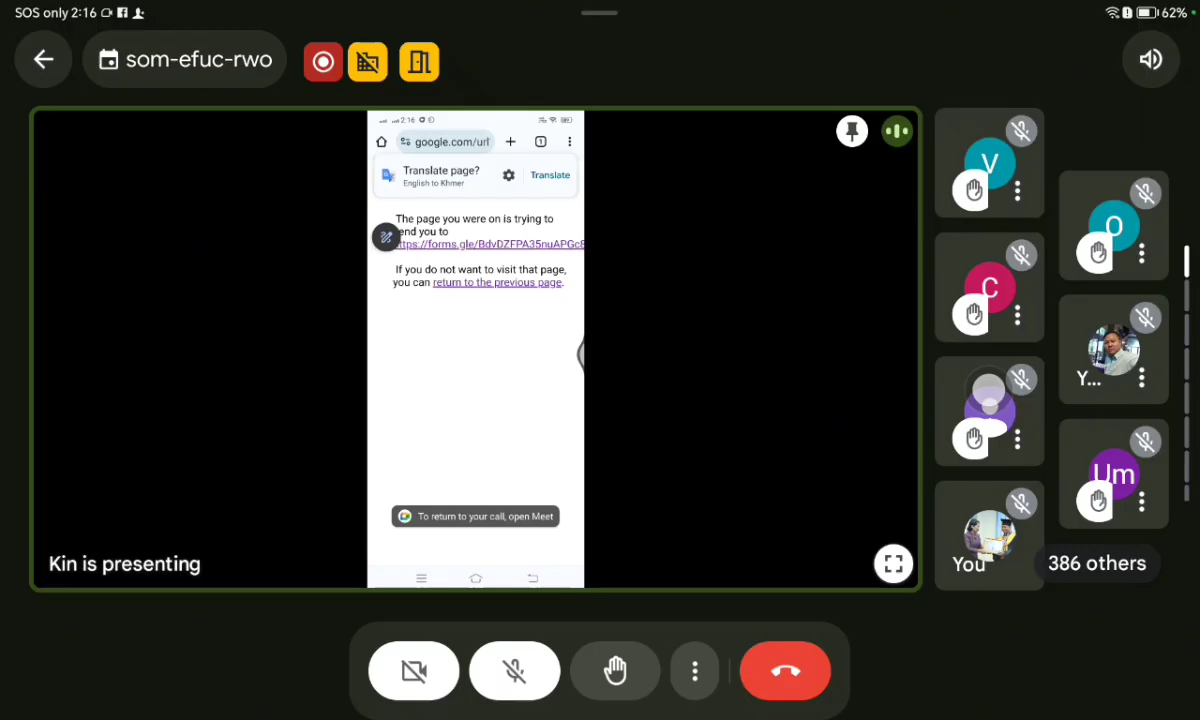 SOS only 2:16
62%
som-efuc-rwo
2:16
google.com/url
Translate page?
English to Khmer
Translate
The page you were on is trying to
end you to
ttps://forms.gle/BdvDZFPA35nuAPGc8
If you do not want to visit that page,
you can return to the previous page.
To return to your call, open Meet
Kin is presenting
V
O
C
Y...
Um
You
386 others